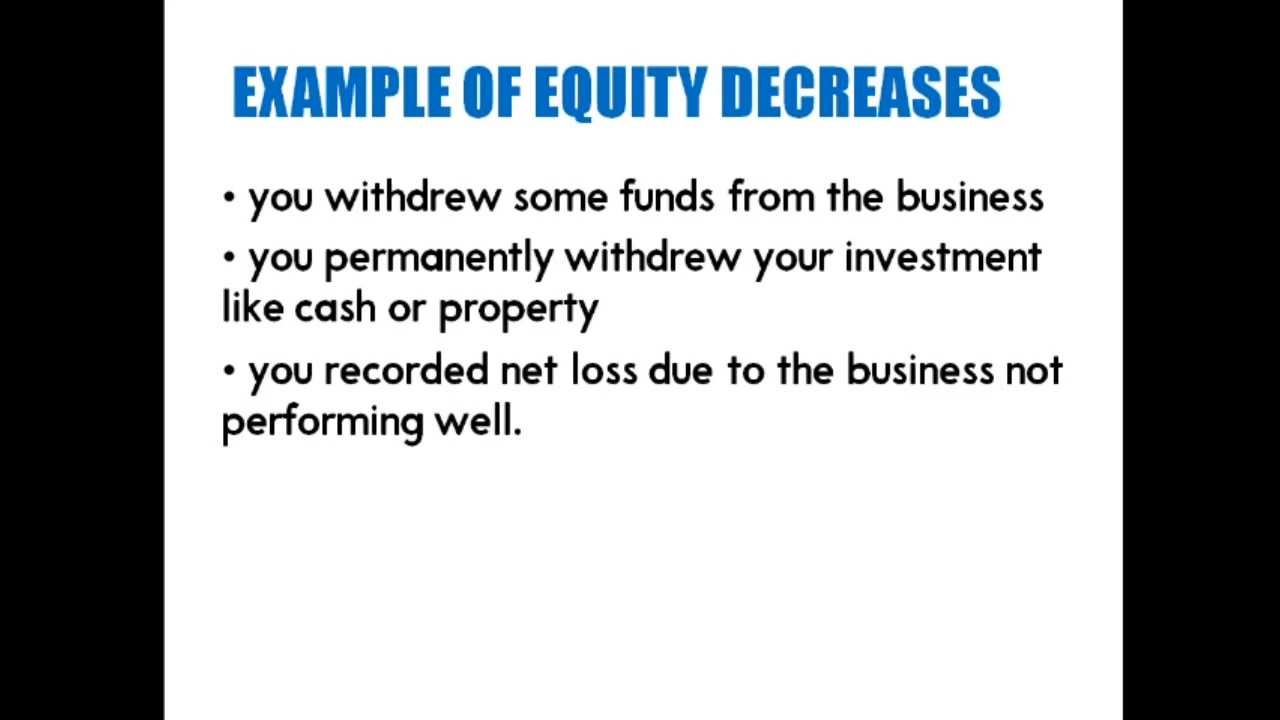 EXAMPLE OF EQUITY DECREASES
• you withdrew some funds from the business
• you permanently withdrew your investment
like cash or property
• you recorded net loss due to the business not
performing well.